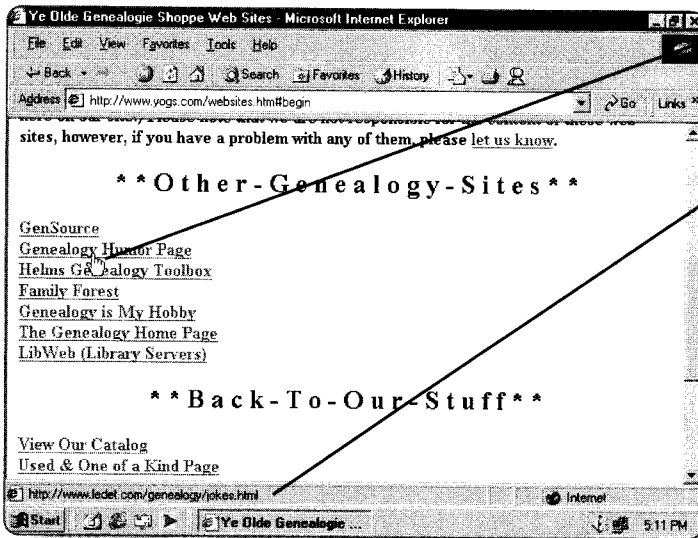 Ye Olde Genealogie Shoppe Web Sites - Microsoft Internet Explorer
File Edit View Favorites Tools Help
Back Search Favorites History
Address http://www.yogs.com/websites.htm#begin Go Links »
sites, however, if you have a problem with any of them, please let us know.
**Other-Genealogy-Sites**
GenSource
Genealogy Humor Page
Helms Genealogy Toolbox
Family Forest
Genealogy is My Hobby
The Genealogy Home Page
LibWeb (Library Servers)
**Back-To-Our-Stuff**
View Our Catalog
Used & One of a Kind Page
http://www.ledet.com/genealogy/jokes.html Internet
Start Ye Olde Genealogie ... 5:11 PM